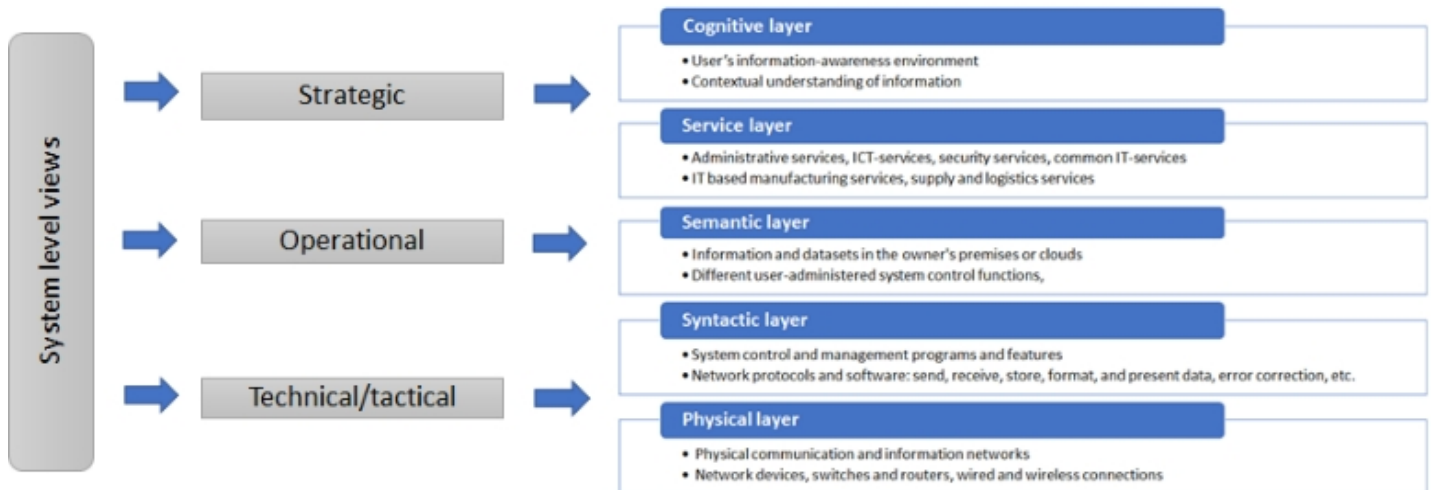 System level views
Strategic
Operational
Technical/tactical
Cognitive layer
• User's information-awareness environment
• Contextual understanding of information
Service layer
• Administrative services, ICT-services, security services, common IT-services
• IT based manufacturing services, supply and logistics services
Semantic layer
• Information and datasets in the owner's premises or clouds
• Different user-administered system control functions,
Syntactic layer
• System control and management programs and features
• Network protocols and software: send, receive, store, format, and present data, error correction, etc.
Physical layer
• Physical communication and information networks
• Network devices, switches and routers, wired and wireless connections